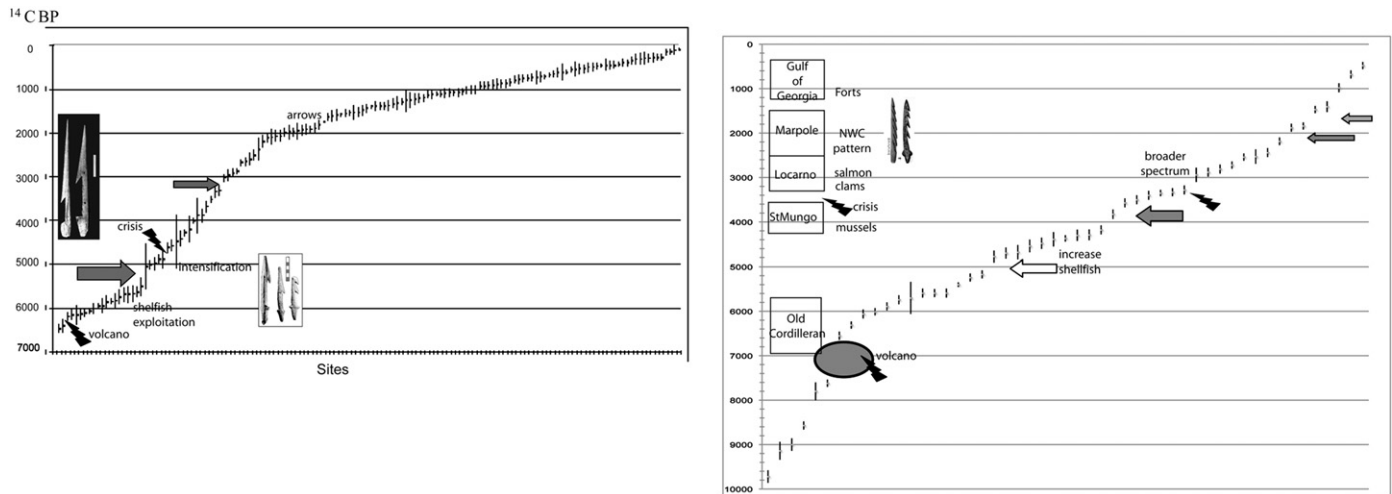 14 C BP
0
1000
2000
3000
4000
5000
6000
7000
arrows
crisis
intensification
shelfish
exploitation
volcano
Sites
0
1000
2000
3000
4000
5000
6000
7000
8000
9000
10000
Gulf
of
Georgia
Forts
Marpole
NWC
pattern
Locarno
salmon
clams
StMungo
crisis
mussels
broader
spectrum
increase
shellfish
Old
Cordilleran
volcano